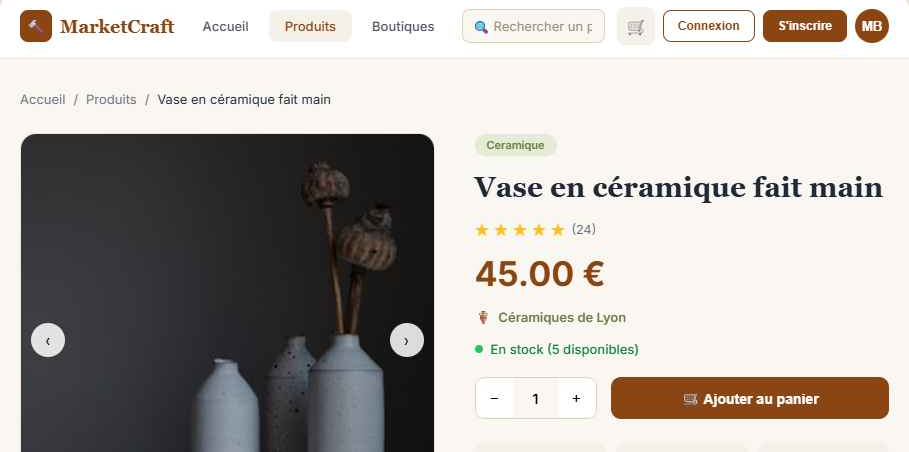 MarketCraft Accueil Produits Boutiques Rechercher un p Connexion S'inscrire MB
Accueil / Produits / Vase en céramique fait main
Ceramique
Vase en céramique fait main
(24)
45.00 €
Céramiques de Lyon
En stock (5 disponibles)
− 1 + Ajouter au panier